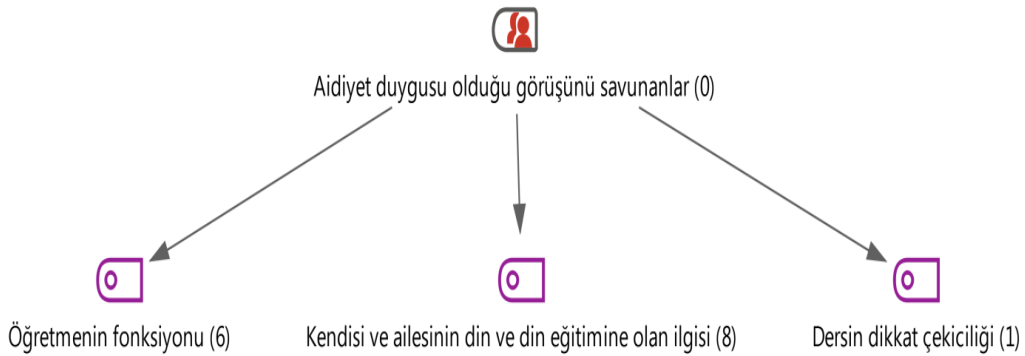 Aidiyet duygusu olduğu görüşünü savunanlar (0)
Öğretmenin fonksiyonu (6)
Kendisi ve ailesinin din ve din eğitimine olan ilgisi (8)
Dersin dikkat çekiciliği (1)